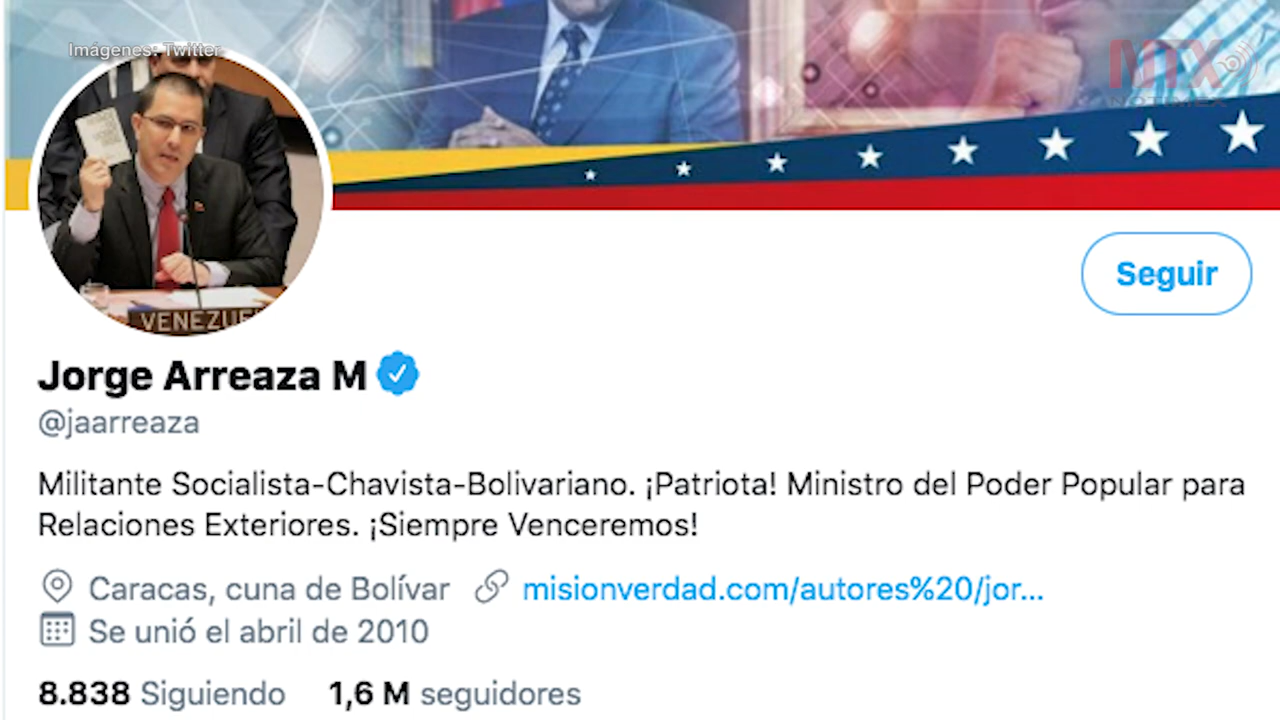 Imágenes: Twitter
NTX
NOTIMEX
VENEZUE
Seguir
Jorge Arreaza M
@jaarreaza
Militante Socialista-Chavista-Bolivariano. ¡Patriota! Ministro del Poder Popular para
Relaciones Exteriores. ¡Siempre Venceremos!
Caracas, cuna de Bolívar misionverdad.com/autores%20/jor...
Se unió el abril de 2010
8.838 Siguiendo 1,6 M seguidores